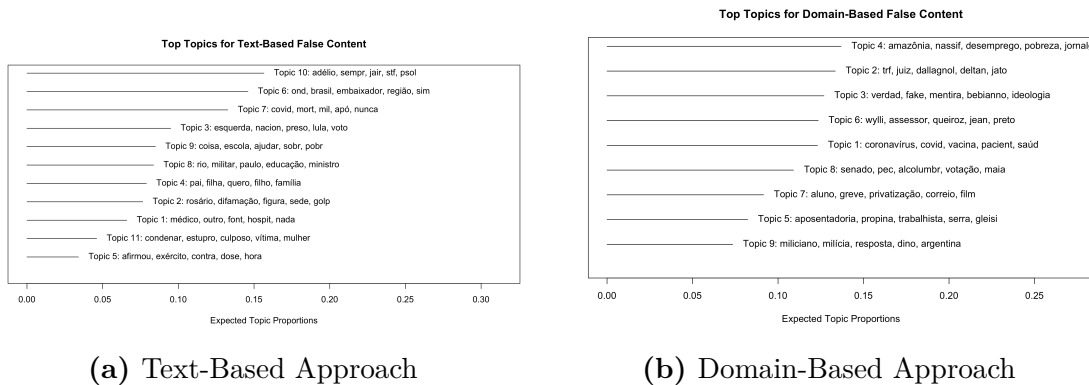 Top Topics for Text-Based False Content
Topic 10: adélio, sempr, jair, stf, psol
Topic 6: ond, brasil, embaixador, região, sim
Topic 7: covid, mort, mil, apó, nunca
Topic 3: esquerda, nacion, preso, lula, voto
Topic 9: coisa, escola, ajudar, sobr, pobr
Topic 8: rio, militar, paulo, educação, ministro
Topic 4: pai, filha, quero, filho, família
Topic 2: rosário, difamação, figura, sede, golp
Topic 1: médico, outro, font, hospit, nada
Topic 11: condenar, estupro, culposo, vítima, mulher
Topic 5: afirmou, exército, contra, dose, hora
0.00 0.05 0.10 0.15 0.20 0.25 0.30
Expected Topic Proportions
(a) Text-Based Approach
Top Topics for Domain-Based False Content
Topic 4: amazônia, nassif, desemprego, pobreza, jornale
Topic 2: trf, juiz, dallagnol, deltan, jato
Topic 3: verdad, fake, mentira, bebianno, ideologia
Topic 6: wylli, assessor, queiroz, jean, preto
Topic 1: coronavírus, covid, vacina, pacient, saúd
Topic 8: senado, pec, alcolumbr, votação, maia
Topic 7: aluno, greve, privatização, correio, film
Topic 5: aposentadoria, propina, trabalhista, serra, gleisi
Topic 9: miliciano, milícia, resposta, dino, argentina
0.00 0.05 0.10 0.15 0.20 0.25
Expected Topic Proportions
(b) Domain-Based Approach